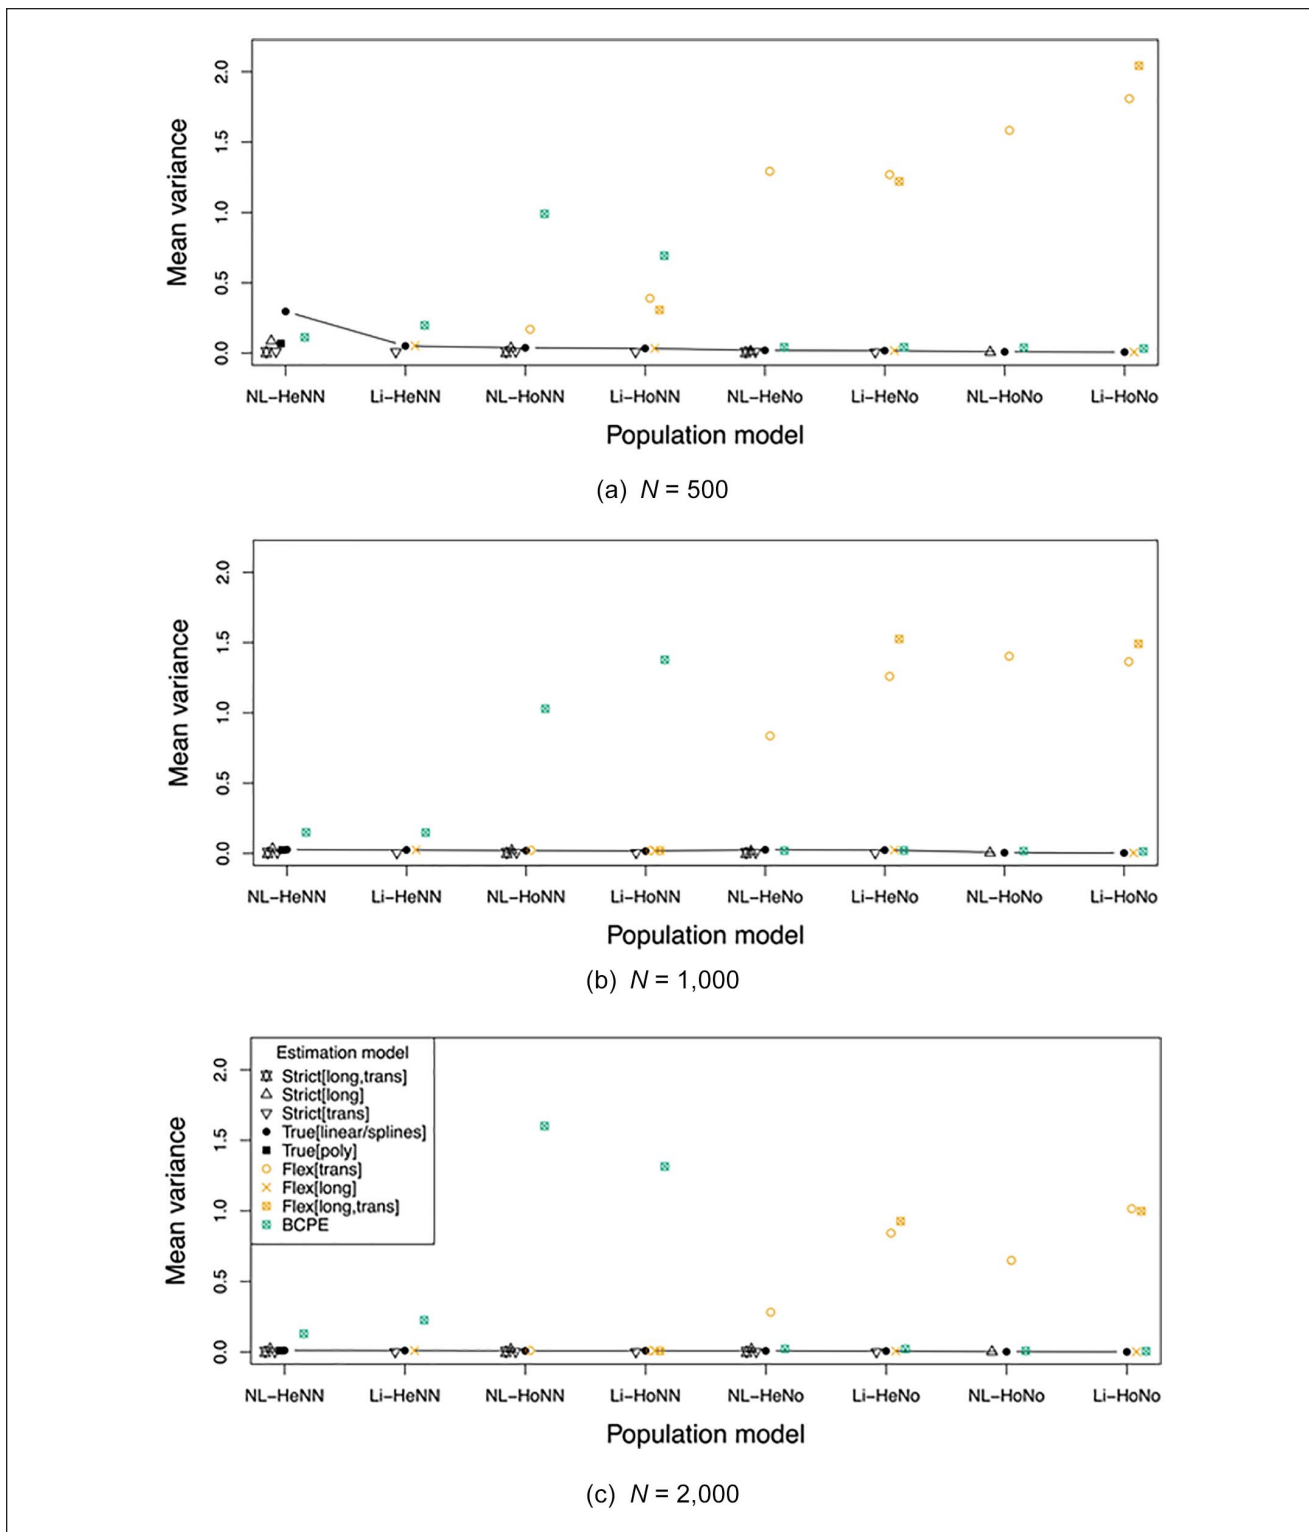 Mean variance
2.0
1.5
1.0
0.5
0.0
NL−HeNN Li−HeNN NL−HoNN Li−HoNN NL−HeNo Li−HeNo NL−HoNo Li−HoNo
Population model
(a) N = 500
Mean variance
2.0
1.5
1.0
0.5
0.0
NL−HeNN Li−HeNN NL−HoNN Li−HoNN NL−HeNo Li−HeNo NL−HoNo Li−HoNo
Population model
(b) N = 1,000
Mean variance
2.0
1.5
1.0
0.5
0.0
Estimation model
Strict[long,trans]
Strict[long]
Strict[trans]
True[linear/splines]
True[poly]
Flex[trans]
Flex[long]
Flex[long,trans]
BCPE
NL−HeNN Li−HeNN NL−HoNN Li−HoNN NL−HeNo Li−HeNo NL−HoNo Li−HoNo
Population model
(c) N = 2,000